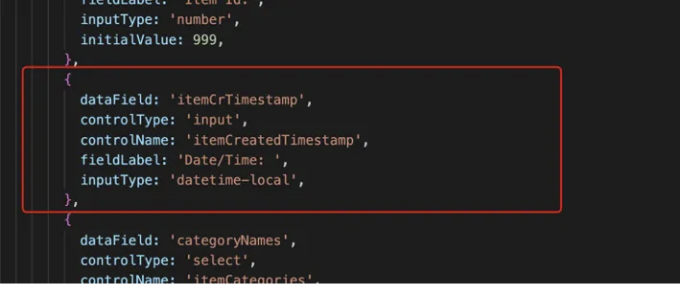 fieldLabel: 'Item Id: ',
inputType: 'number',
initialValue: 999,
},
{
dataField: 'itemCrTimestamp',
controlType: 'input',
controlName: 'itemCreatedTimestamp',
fieldLabel: 'Date/Time: ',
inputType: 'datetime-local',
},
{
dataField: 'categoryNames',
controlType: 'select',
controlName: 'itemCategories',